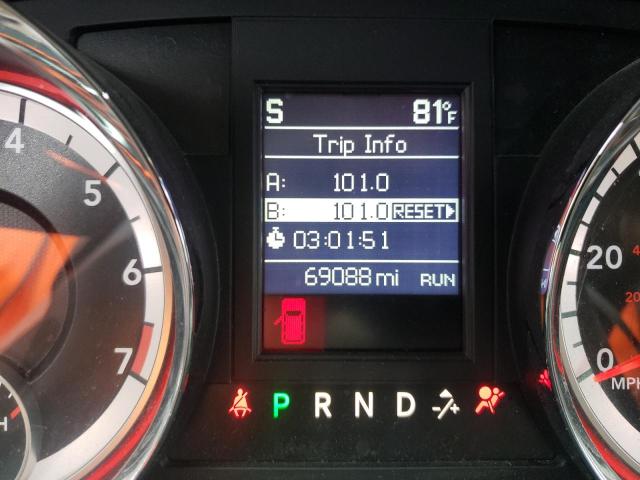 S 81°F
Trip Info
A: 101.0
B: 101.0 RESET
03:01:51
69088 mi RUN
P R N D - +
4
5
6
7
H
20
0
MPH
20